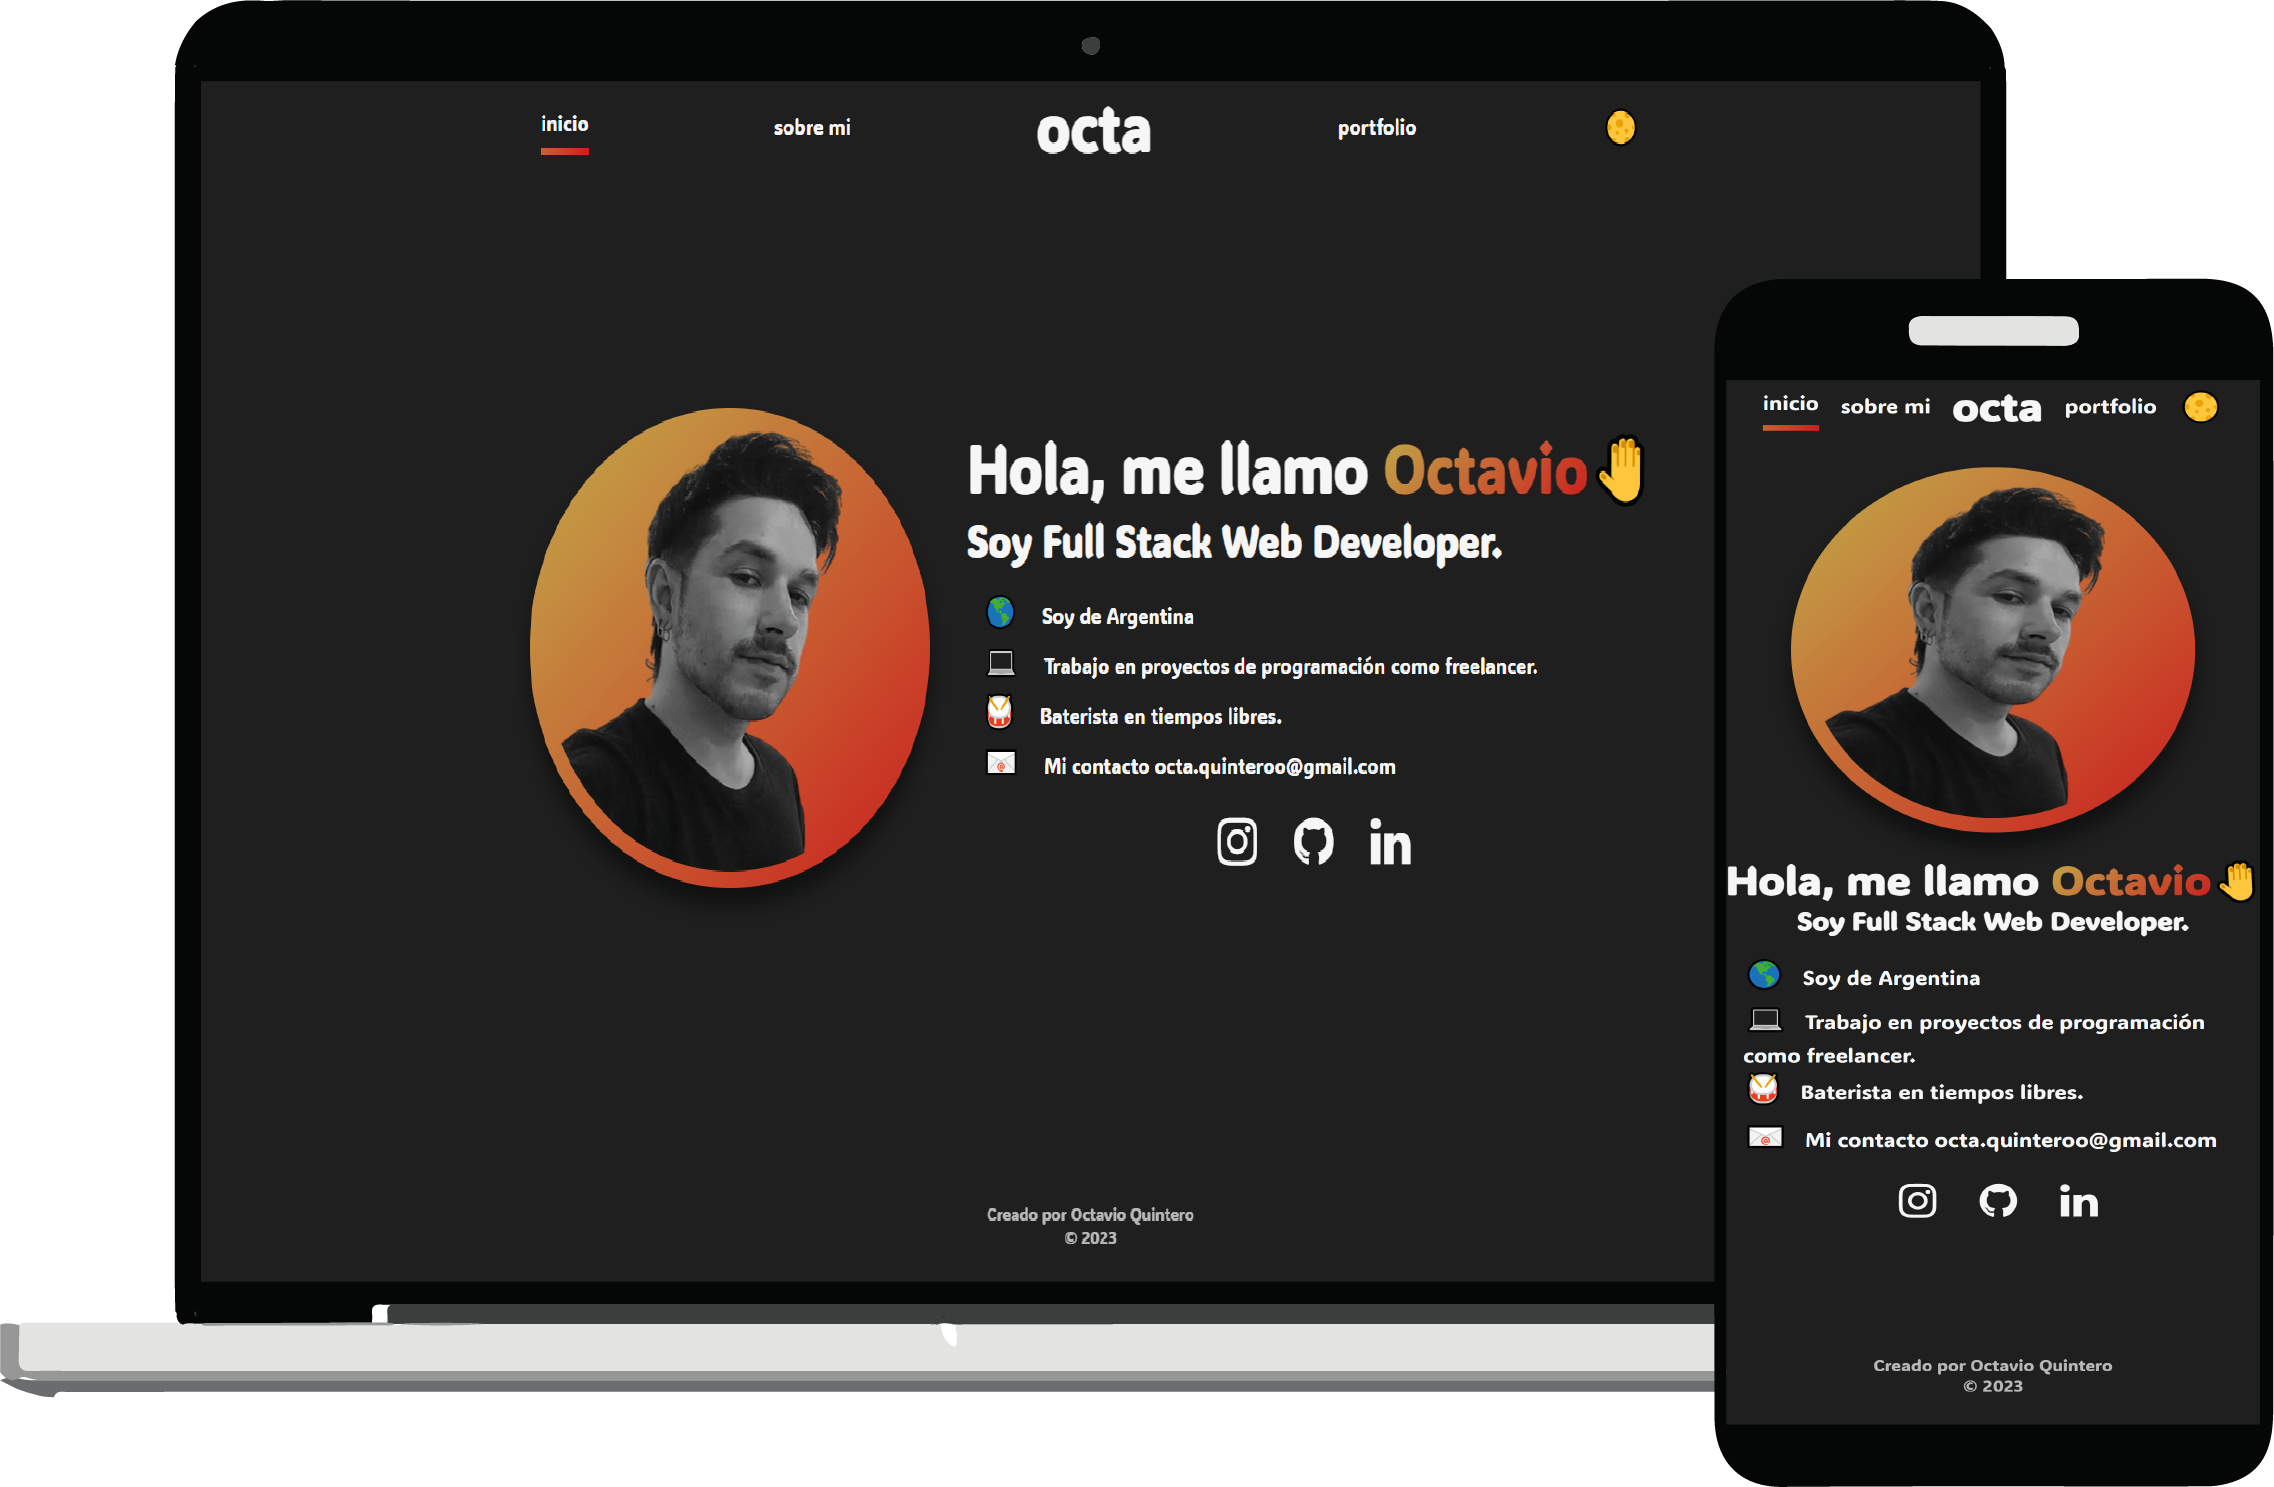 inicio sobre mi octa portfolio
Hola, me llamo Octavio
Soy Full Stack Web Developer.
Soy de Argentina
Trabajo en proyectos de programación como freelancer.
Baterista en tiempos libres.
Mi contacto octa.quinteroo@gmail.com
in
Creado por Octavio Quintero
© 2023
inicio sobre mi octa portfolio
Hola, me llamo Octavio
Soy Full Stack Web Developer.
Soy de Argentina
Trabajo en proyectos de programación
como freelancer.
Baterista en tiempos libres.
Mi contacto octa.quinteroo@gmail.com
in
Creado por Octavio Quintero
© 2023